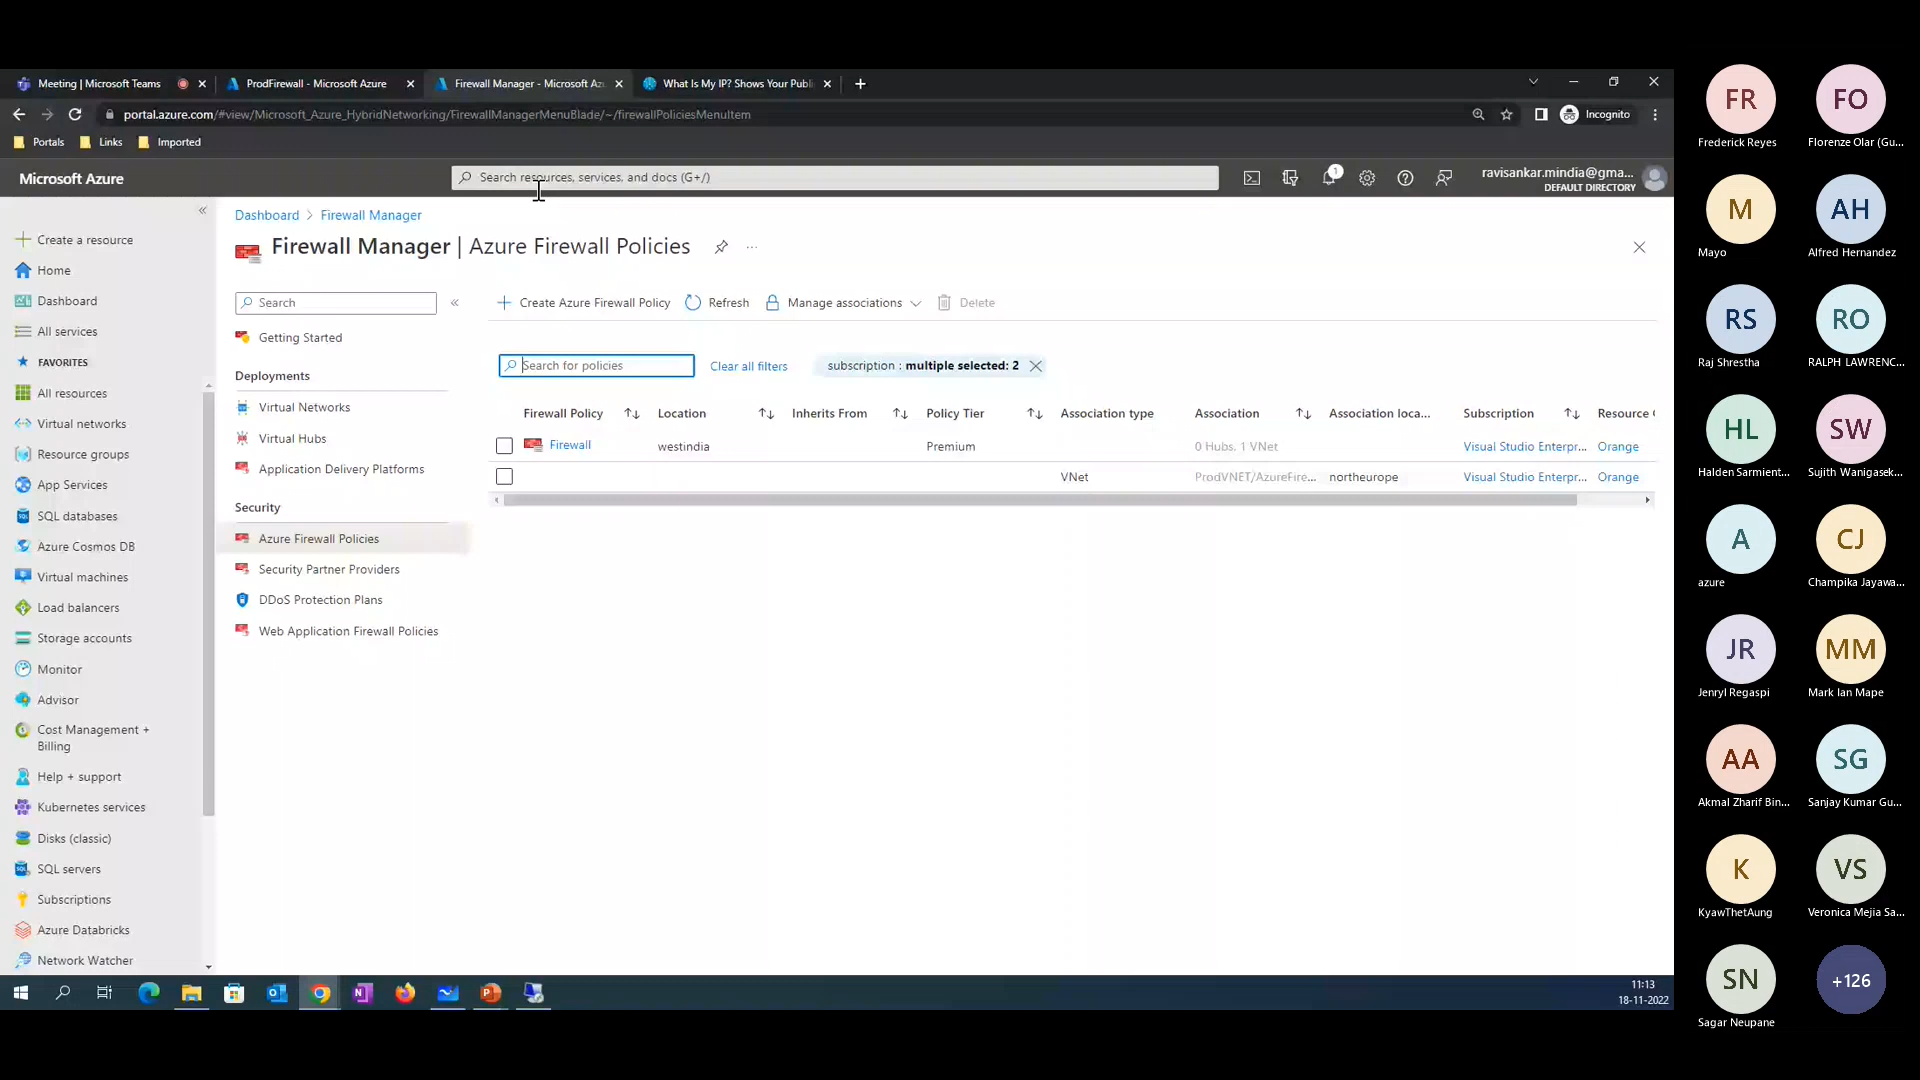 Meeting | Microsoft Teams
ProdFirewall - Microsoft Azure
Firewall Manager - Microsoft Az
What Is My IP? Shows Your Publ
portal.azure.com/#view/Microsoft_Azure_HybridNetworking/FirewallManagerMenuBlade/~/firewallPoliciesMenuItem
Incognito
Portals
Links
Imported
Microsoft Azure
Search resources, services, and docs (G+/)
1
ravisankar.mindia@gma...
DEFAULT DIRECTORY
Create a resource
Home
Dashboard
All services
FAVORITES
All resources
Virtual networks
Resource groups
App Services
SQL databases
Azure Cosmos DB
Virtual machines
Load balancers
Storage accounts
Monitor
Advisor
Cost Management +
Billing
Help + support
Kubernetes services
Disks (classic)
SQL servers
Subscriptions
Azure Databricks
Network Watcher
Dashboard > Firewall Manager
Firewall Manager | Azure Firewall Policies
Search
Getting Started
Deployments
Virtual Networks
Virtual Hubs
Application Delivery Platforms
Security
Azure Firewall Policies
Security Partner Providers
DDoS Protection Plans
Web Application Firewall Policies
Create Azure Firewall Policy
Refresh
Manage associations
Delete
Search for policies
Clear all filters
subscription : multiple selected: 2
Firewall Policy Location Inherits From Policy Tier Association type Association Association loca... Subscription Resource
Firewall westindia Premium 0 Hubs, 1 VNet Visual Studio Enterpr... Orange
VNet ProdVNET/AzureFire... northeurope Visual Studio Enterpr... Orange
11:13
18-11-2022
FR FO
Frederick Reyes Florenze Olar (Gu...
M AH
Mayo Alfred Hernandez
RS RO
Raj Shrestha RALPH LAWRENC...
HL SW
Halden Sarmient... Sujith Wanigasek...
A CJ
azure Champika Jayawa...
JR MM
Jenryl Regaspi Mark Ian Mape
AA SG
Akmal Zharif Bin... Sanjay Kumar Gu...
K VS
KyawThetAung Veronica Mejia Sa...
SN +126
Sagar Neupane